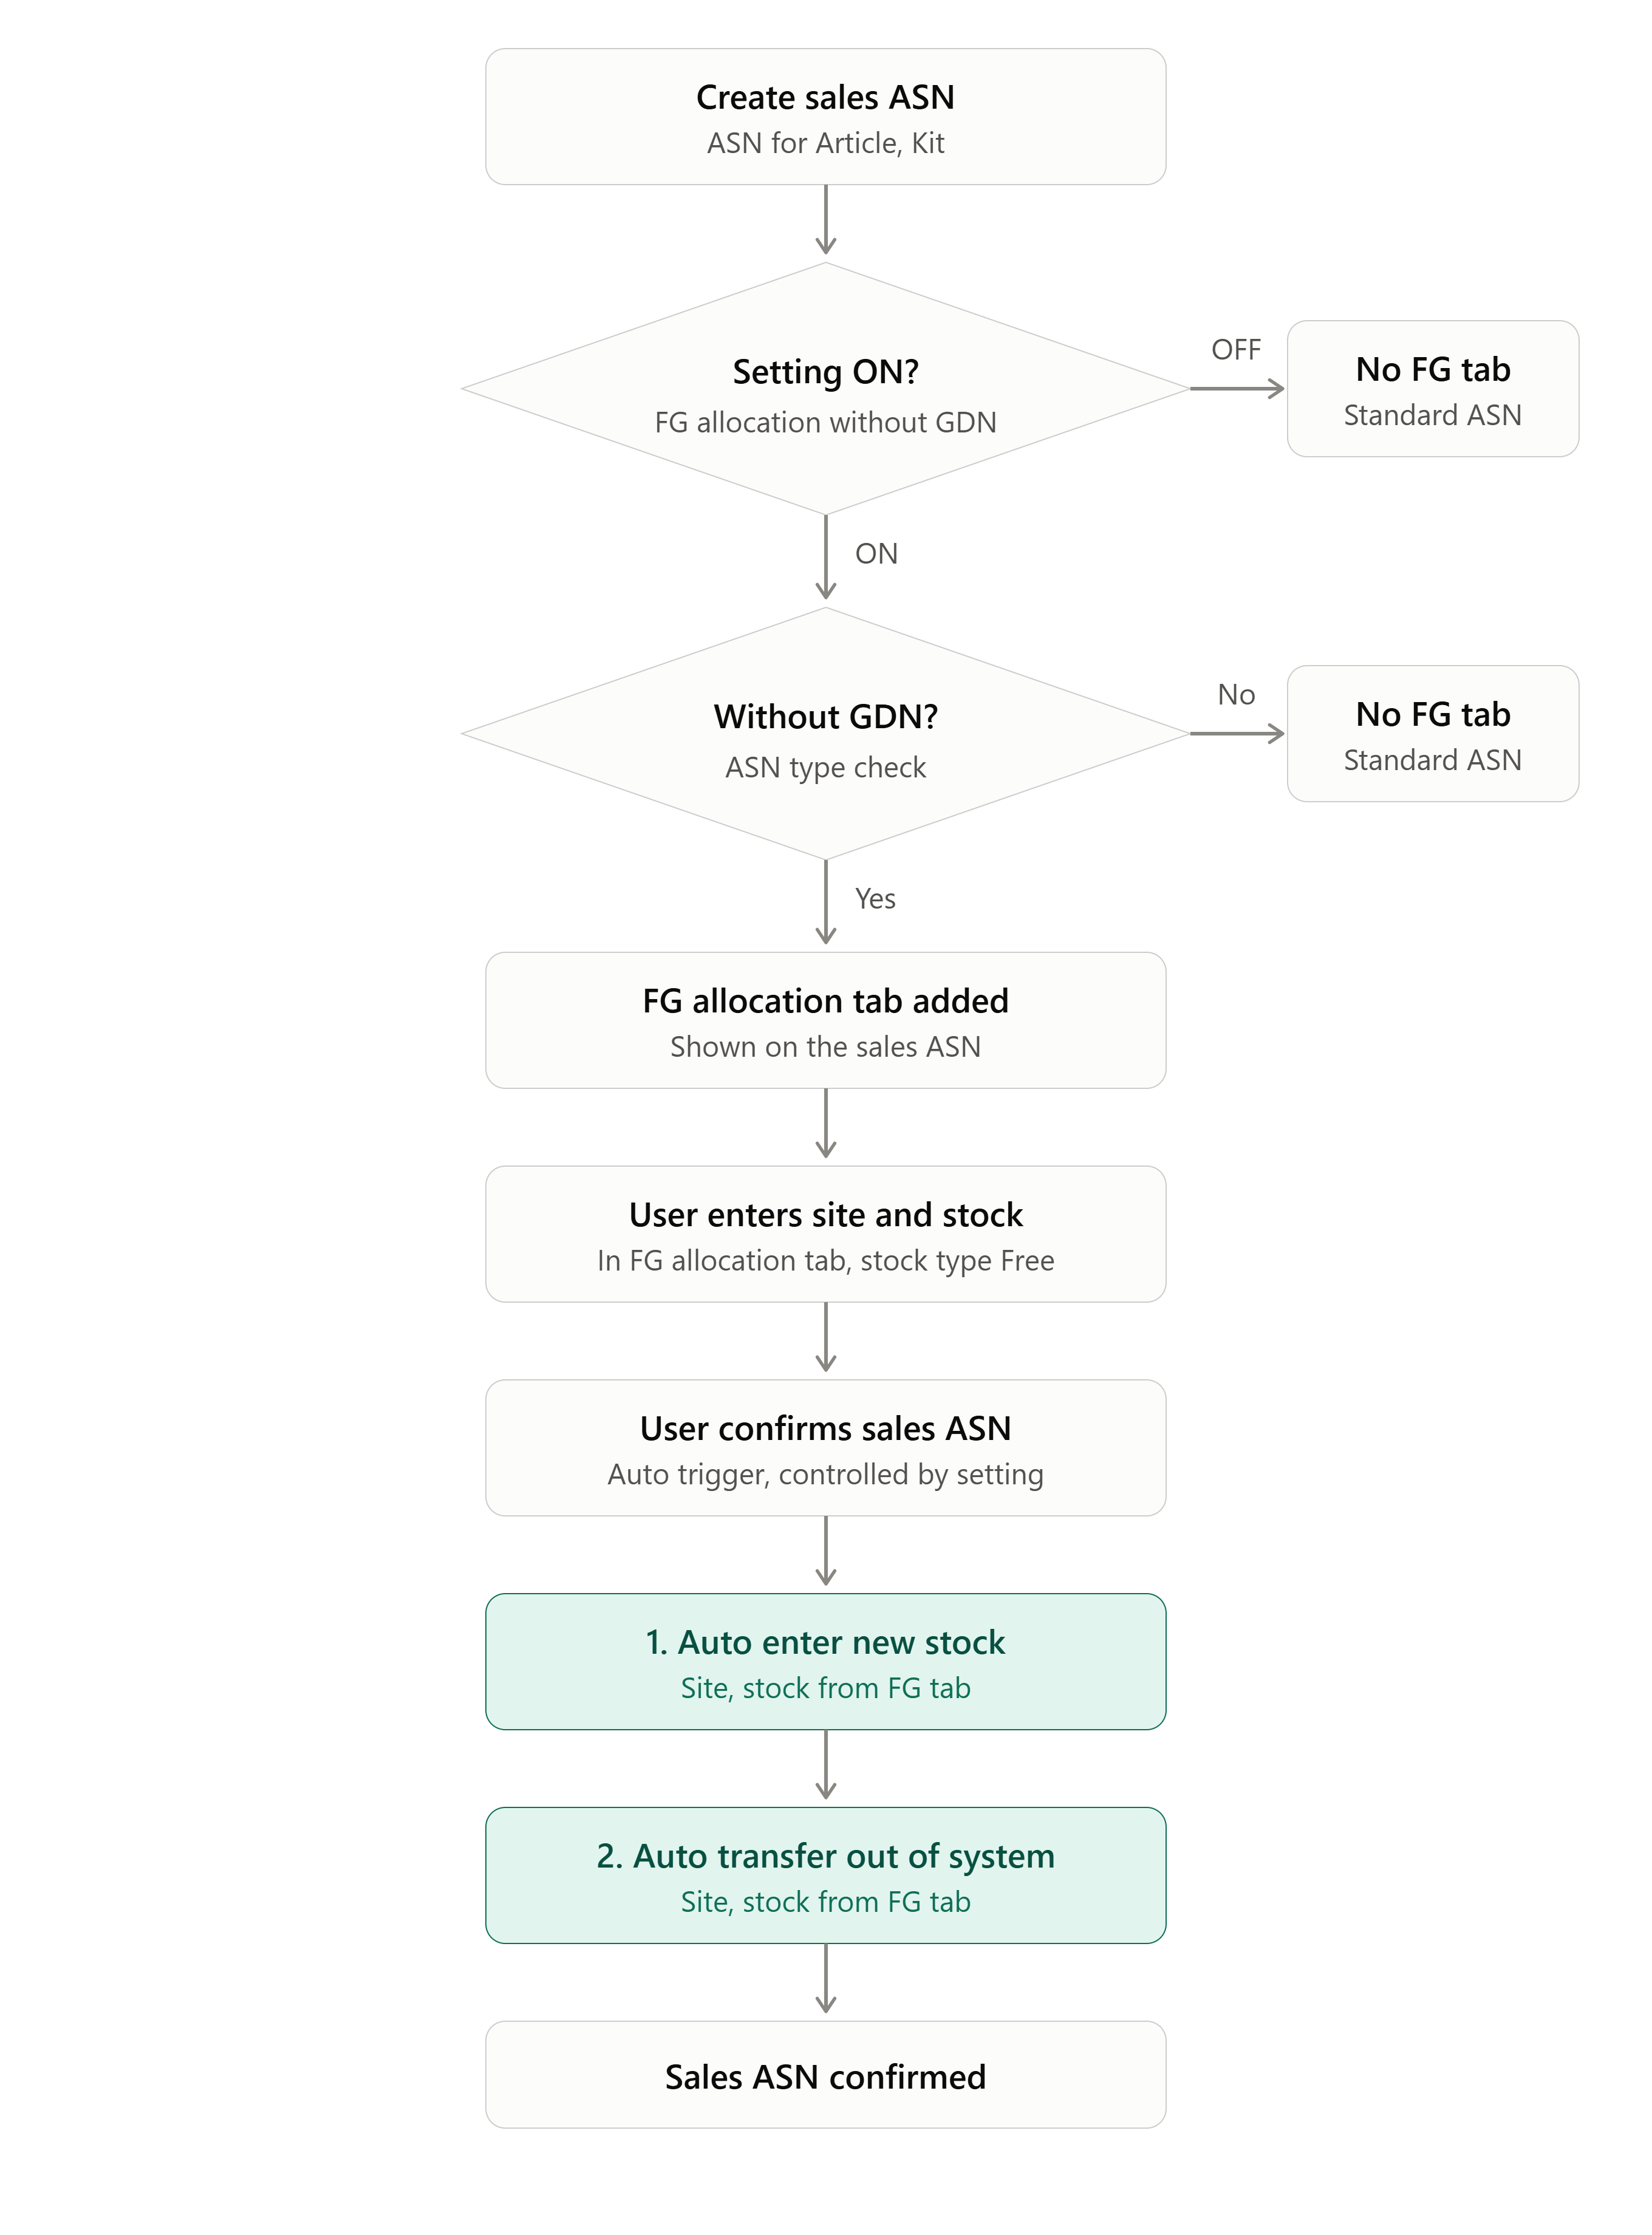 Create sales ASN
ASN for Article, Kit
Setting ON?
FG allocation without GDN
OFF
No FG tab
Standard ASN
ON
Without GDN?
ASN type check
No
No FG tab
Standard ASN
Yes
FG allocation tab added
Shown on the sales ASN
User enters site and stock
In FG allocation tab, stock type Free
User confirms sales ASN
Auto trigger, controlled by setting
1. Auto enter new stock
Site, stock from FG tab
2. Auto transfer out of system
Site, stock from FG tab
Sales ASN confirmed